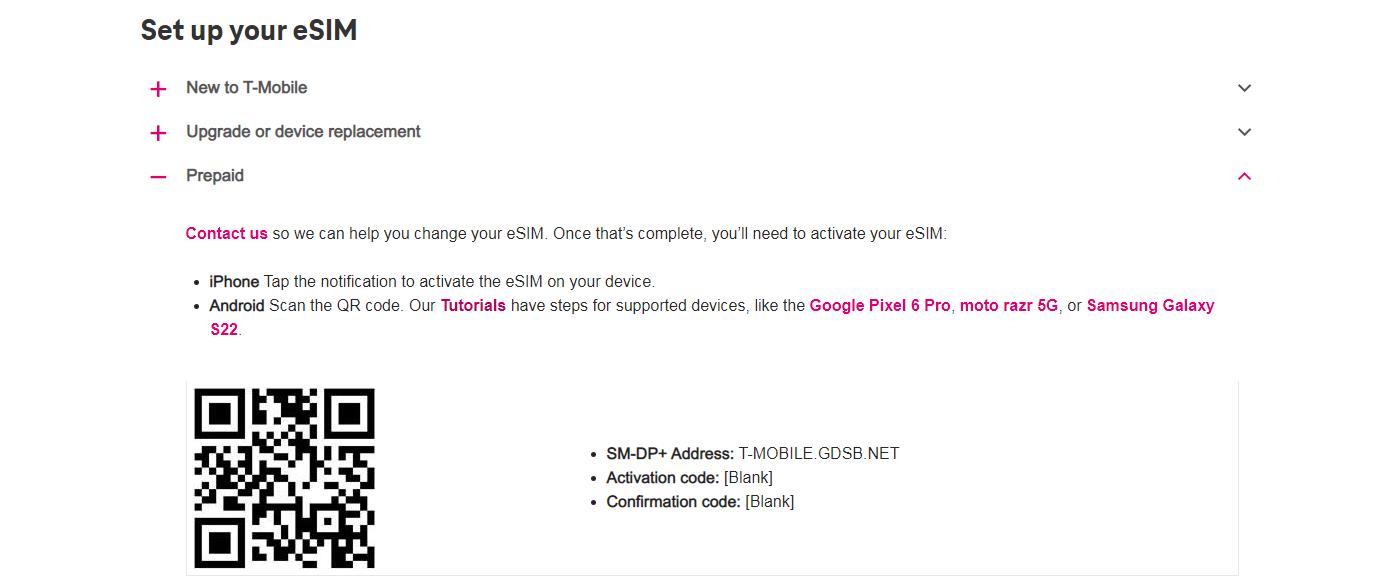 Set up your eSIM
New to T-Mobile
Upgrade or device replacement
Prepaid
Contact us so we can help you change your eSIM. Once that’s complete, you’ll need to activate your eSIM:
• iPhone Tap the notification to activate the eSIM on your device.
• Android Scan the QR code. Our Tutorials have steps for supported devices, like the Google Pixel 6 Pro, moto razr 5G, or Samsung Galaxy
S22.
• SM-DP+ Address: T-MOBILE.GDSB.NET
• Activation code: [Blank]
• Confirmation code: [Blank]